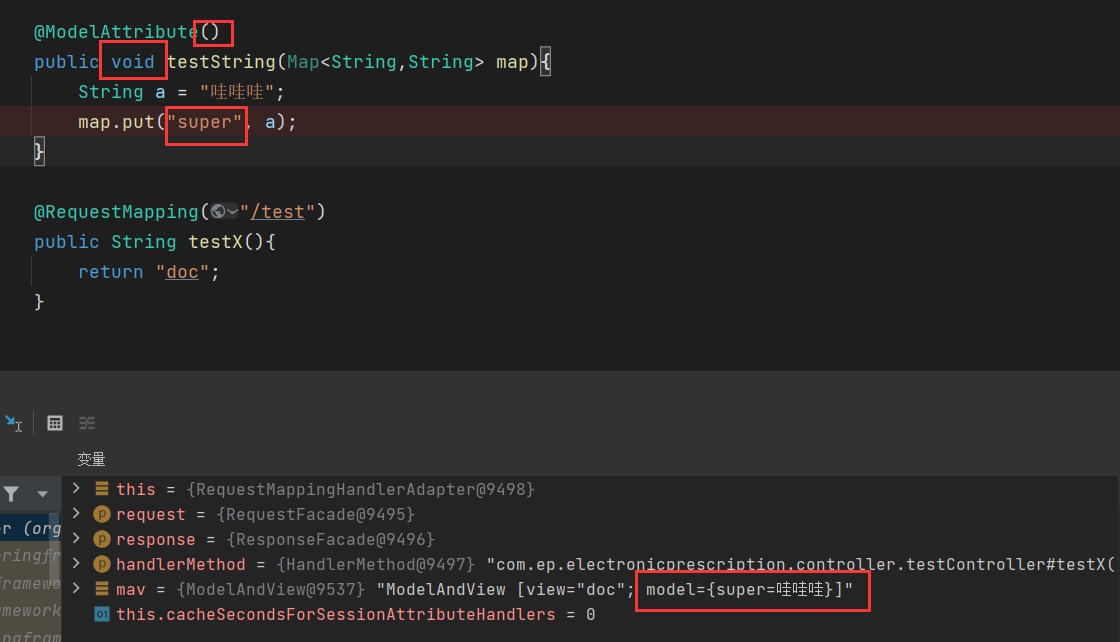 @ModelAttribute()
public void testString(Map<String,String> map){
String a = "哇哇哇";
map.put("super", a);
}
@RequestMapping("/test")
public String testX(){
return "doc";
}
变量
this = {RequestMappingHandlerAdapter@9498}
request = {RequestFacade@9495}
er (org
response = {ResponseFacade@9496}
ringfr
handlerMethod = {HandlerMethod@9497} "com.ep.electronicprescription.controller.testController#testX(
framewo
mav = {ModelAndView@9537} "ModelAndView [view="doc"; model={super=哇哇哇}]"
mework
this.cacheSecondsForSessionAttributeHandlers = 0
ngfram